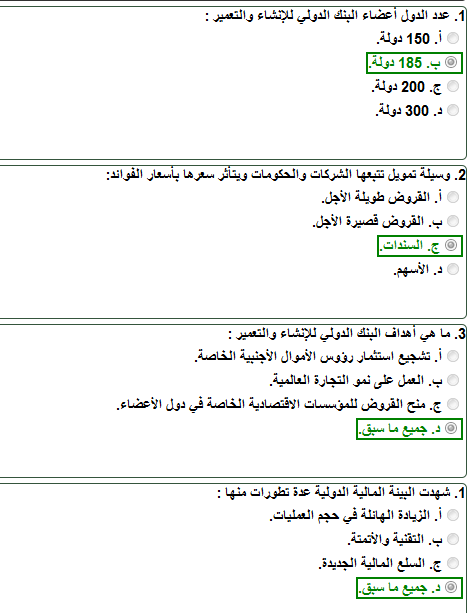 1. عدد الدول أعضاء البنك الدولي للإنشاء والتعمير :
أ. 150 دولة.
ب. 185 دولة.
ج. 200 دولة.
د. 300 دولة.
2. وسيلة تمويل تتبعها الشركات والحكومات ويتأثر سعرها بأسعار الفوائد:
أ. القروض طويلة الأجل.
ب. القروض قصيرة الأجل.
ج. السندات.
د. الأسهم.
3. ما هي أهداف البنك الدولي للإنشاء والتعمير :
أ. تشجيع استثمار رؤوس الأموال الأجنبية الخاصة.
ب. العمل على نمو التجارة العالمية.
ج. منح القروض للمؤسسات الاقتصادية الخاصة في دول الأعضاء.
د. جميع ما سبق.
1. شهدت البيئة المالية الدولية عدة تطورات منها :
أ. الزيادة الهائلة في حجم العمليات.
ب. التقنية والأتمتة.
ج. السلع المالية الجديدة.
د. جميع ما سبق.